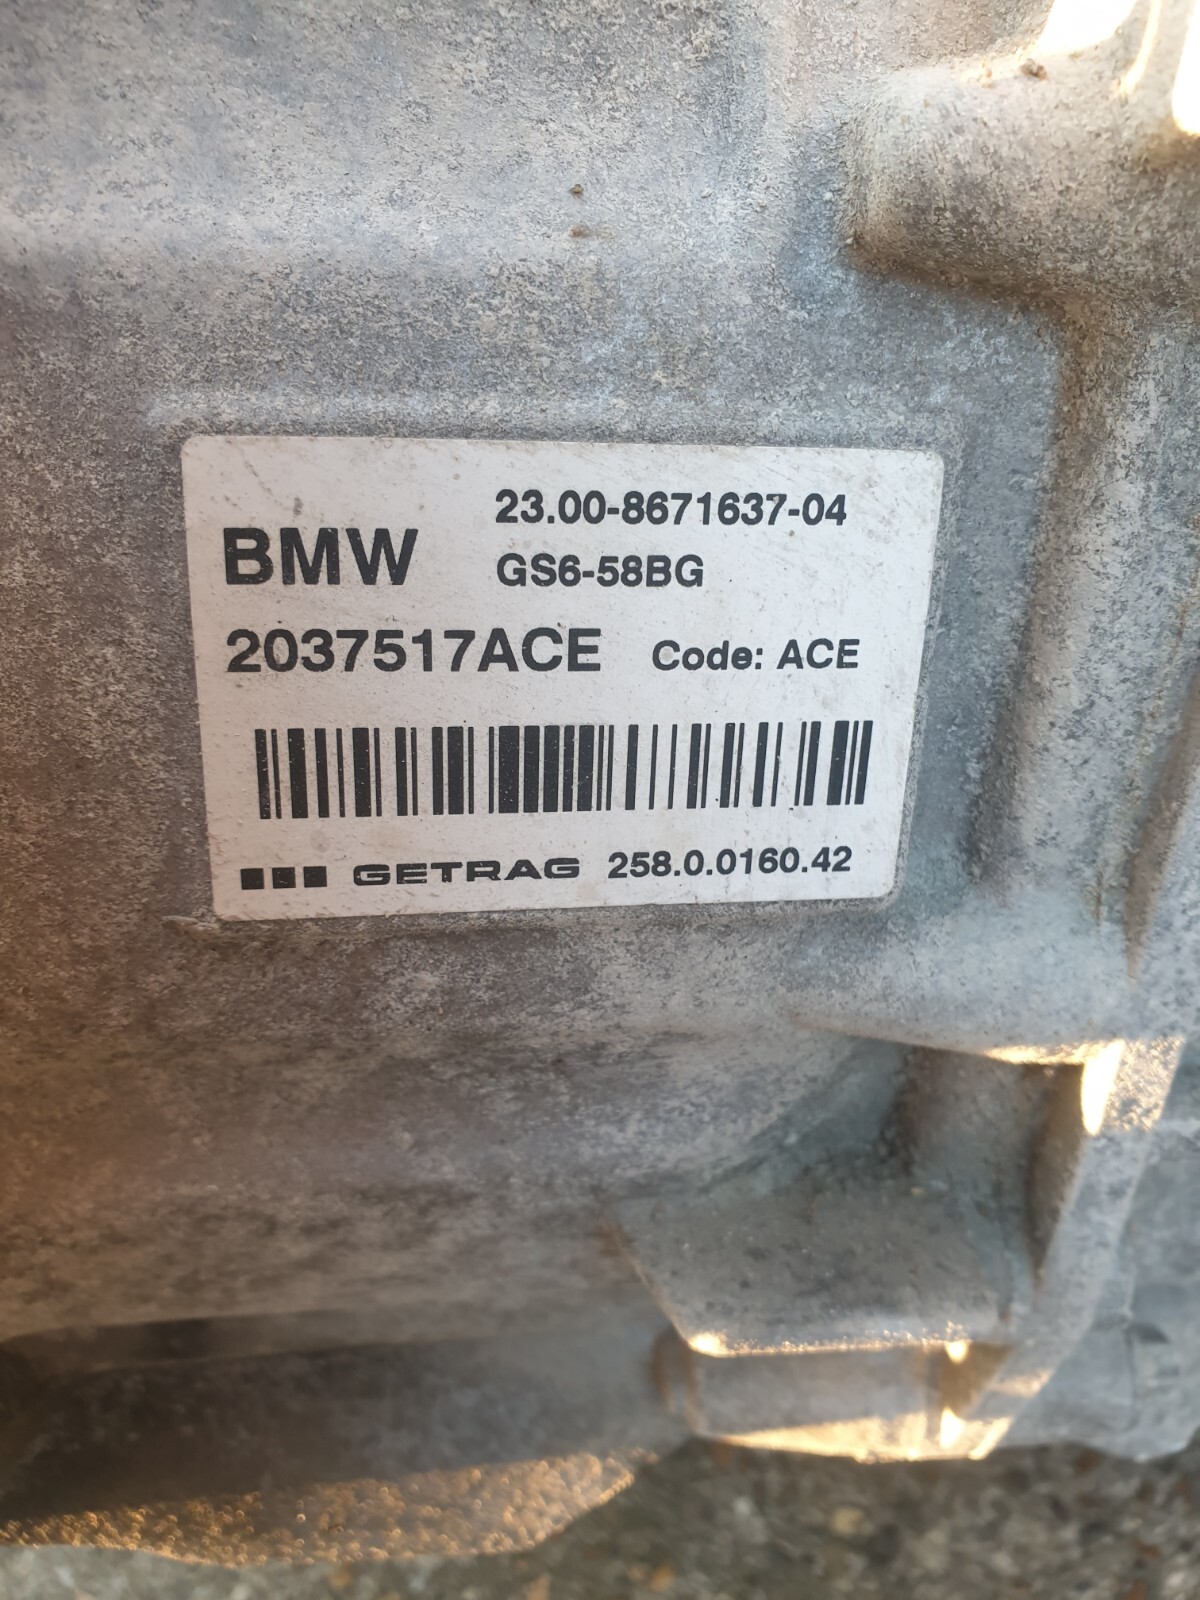 23.00-8671637-04
BMW GS6-58BG
2037517ACE Code: ACE
GETRAG 258.0.0160.42